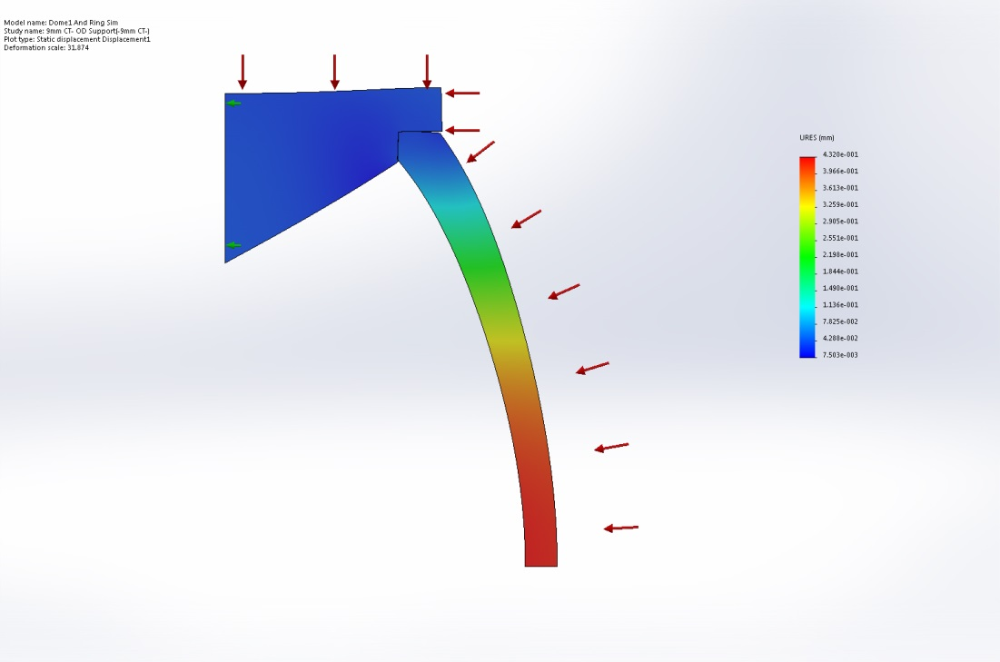 Model name: Dome1 And Ring Sim
Study name: 9mm CT- OD Support(-9mm CT-)
Plot type: Static displacement Displacement1
Deformation scale: 31.874
URES (mm)
4.320e-001
3.966e-001
3.613e-001
3.259e-001
2.905e-001
2.551e-001
2.198e-001
1.844e-001
1.490e-001
1.136e-001
7.825e-002
4.288e-002
7.503e-003